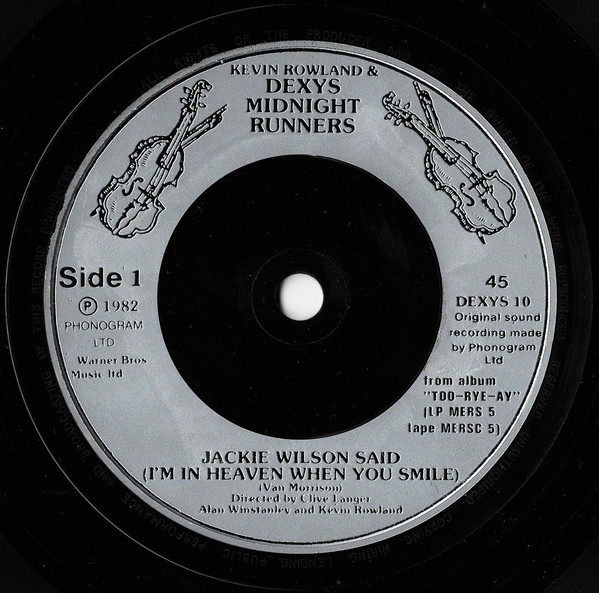 KEVIN ROWLAND &
DEXYS
MIDNIGHT
RUNNERS
Side 1
Ⓟ 1982
PHONOGRAM
LTD
Warner Bros
Music ltd
45
DEXYS 10
Original sound
recording made
by Phonogram
Ltd
from album
"TOO-RYE-AY"
(LP MERS 5
tape MERSC 5)
JACKIE WILSON SAID
(I'M IN HEAVEN WHEN YOU SMILE)
(Van Morrison)
Directed by Clive Langer
Alan Winstanley and Kevin Rowland